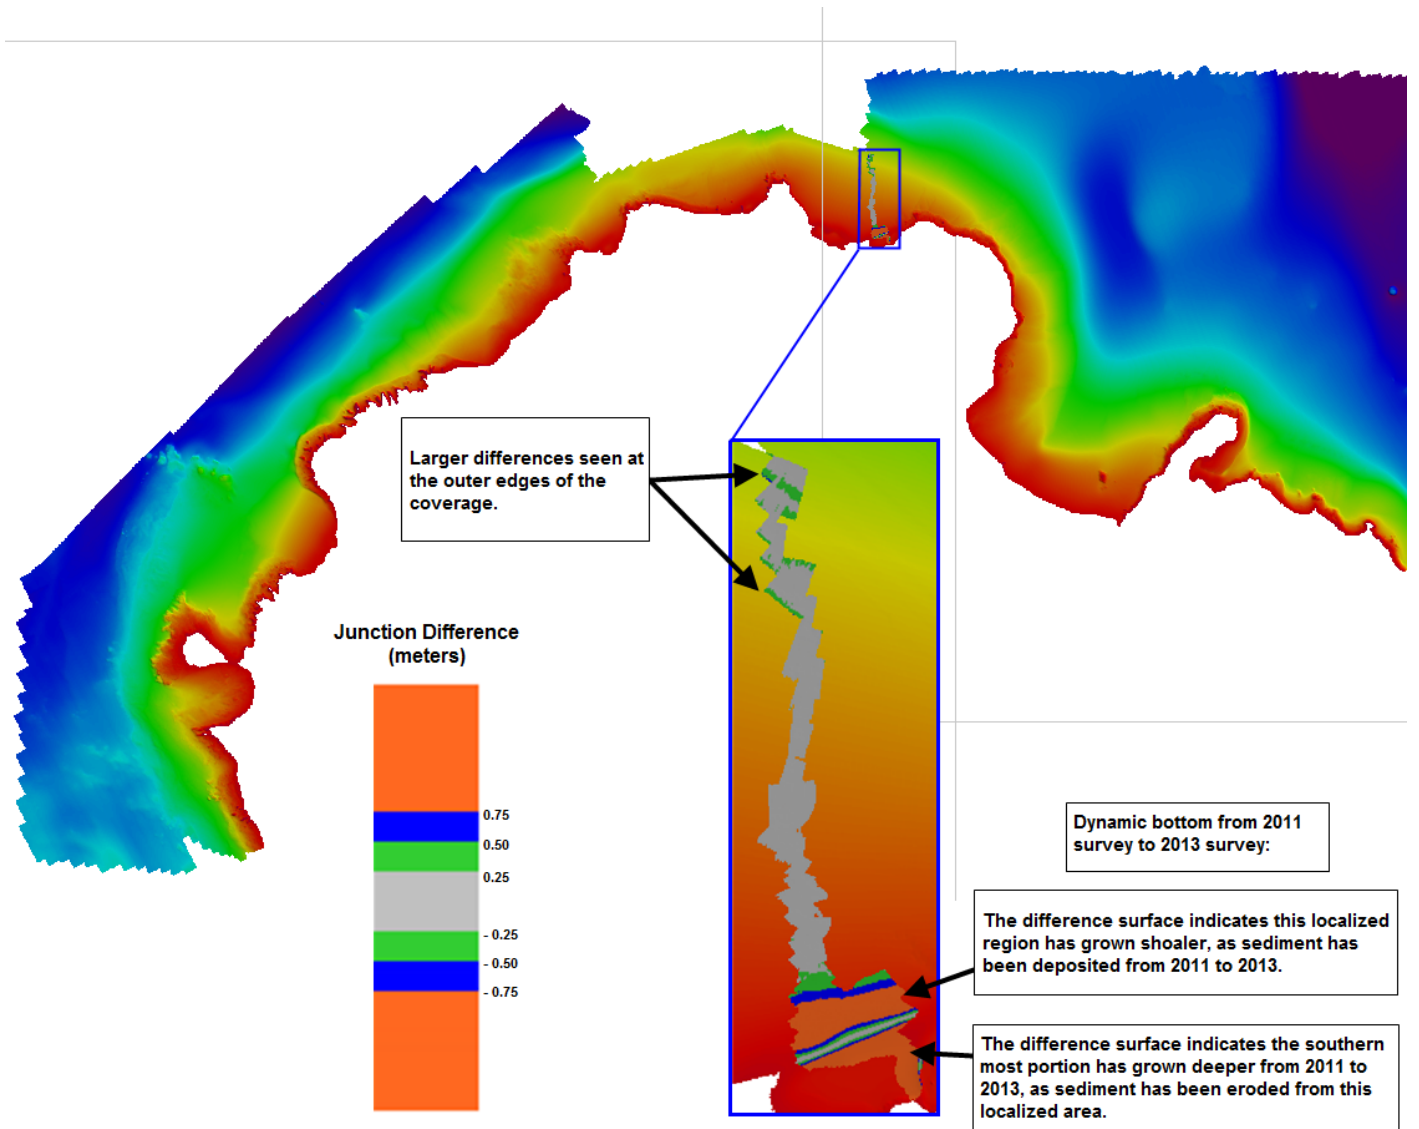 Larger differences seen at
the outer edges of the
coverage.
Junction Difference
(meters)
0.75
0.50
0.25
- 0.25
- 0.50
- 0.75
Dynamic bottom from 2011
survey to 2013 survey:
The difference surface indicates this localized
region has grown shoaler, as sediment has
been deposited from 2011 to 2013.
The difference surface indicates the southern
most portion has grown deeper from 2011 to
2013, as sediment has been eroded from this
localized area.